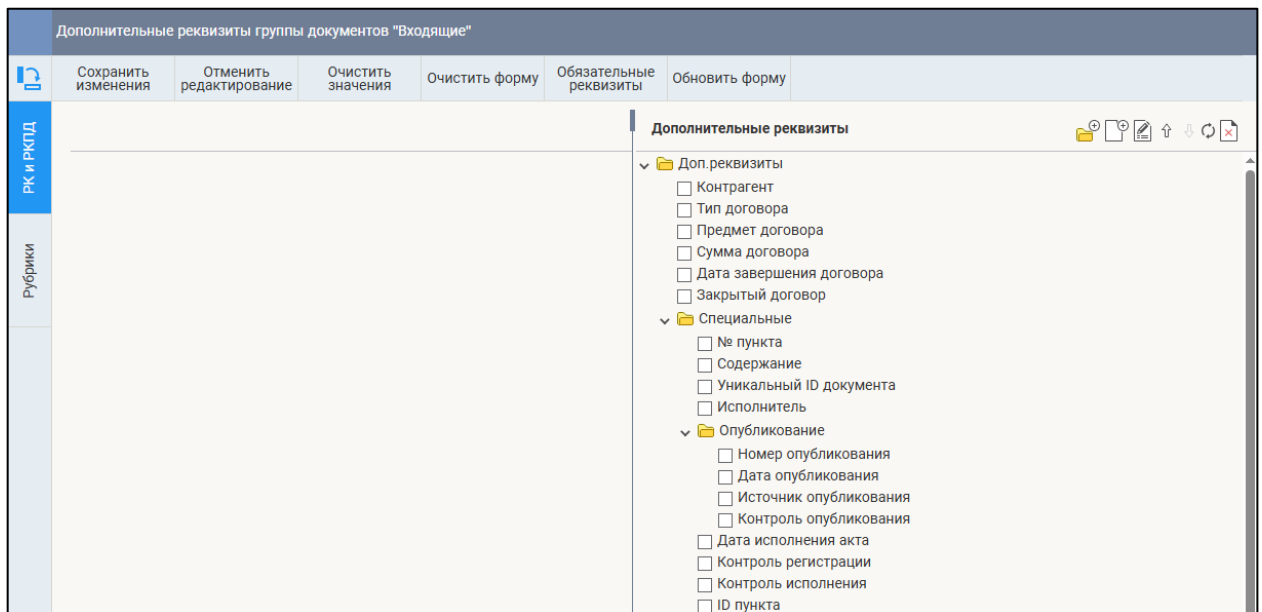 Дополнительные реквизиты группы документов "Входящие"
Сохранить изменения
Отменить редактирование
Очистить значения
Очистить форму
Обязательные реквизиты
Обновить форму
РК и РКПД
Рубрики
Дополнительные реквизиты
Доп.реквизиты
Контрагент
Тип договора
Предмет договора
Сумма договора
Дата завершения договора
Закрытый договор
Специальные
№ пункта
Содержание
Уникальный ID документа
Исполнитель
Опубликование
Номер опубликования
Дата опубликования
Источник опубликования
Контроль опубликования
Дата исполнения акта
Контроль регистрации
Контроль исполнения
ID пункта